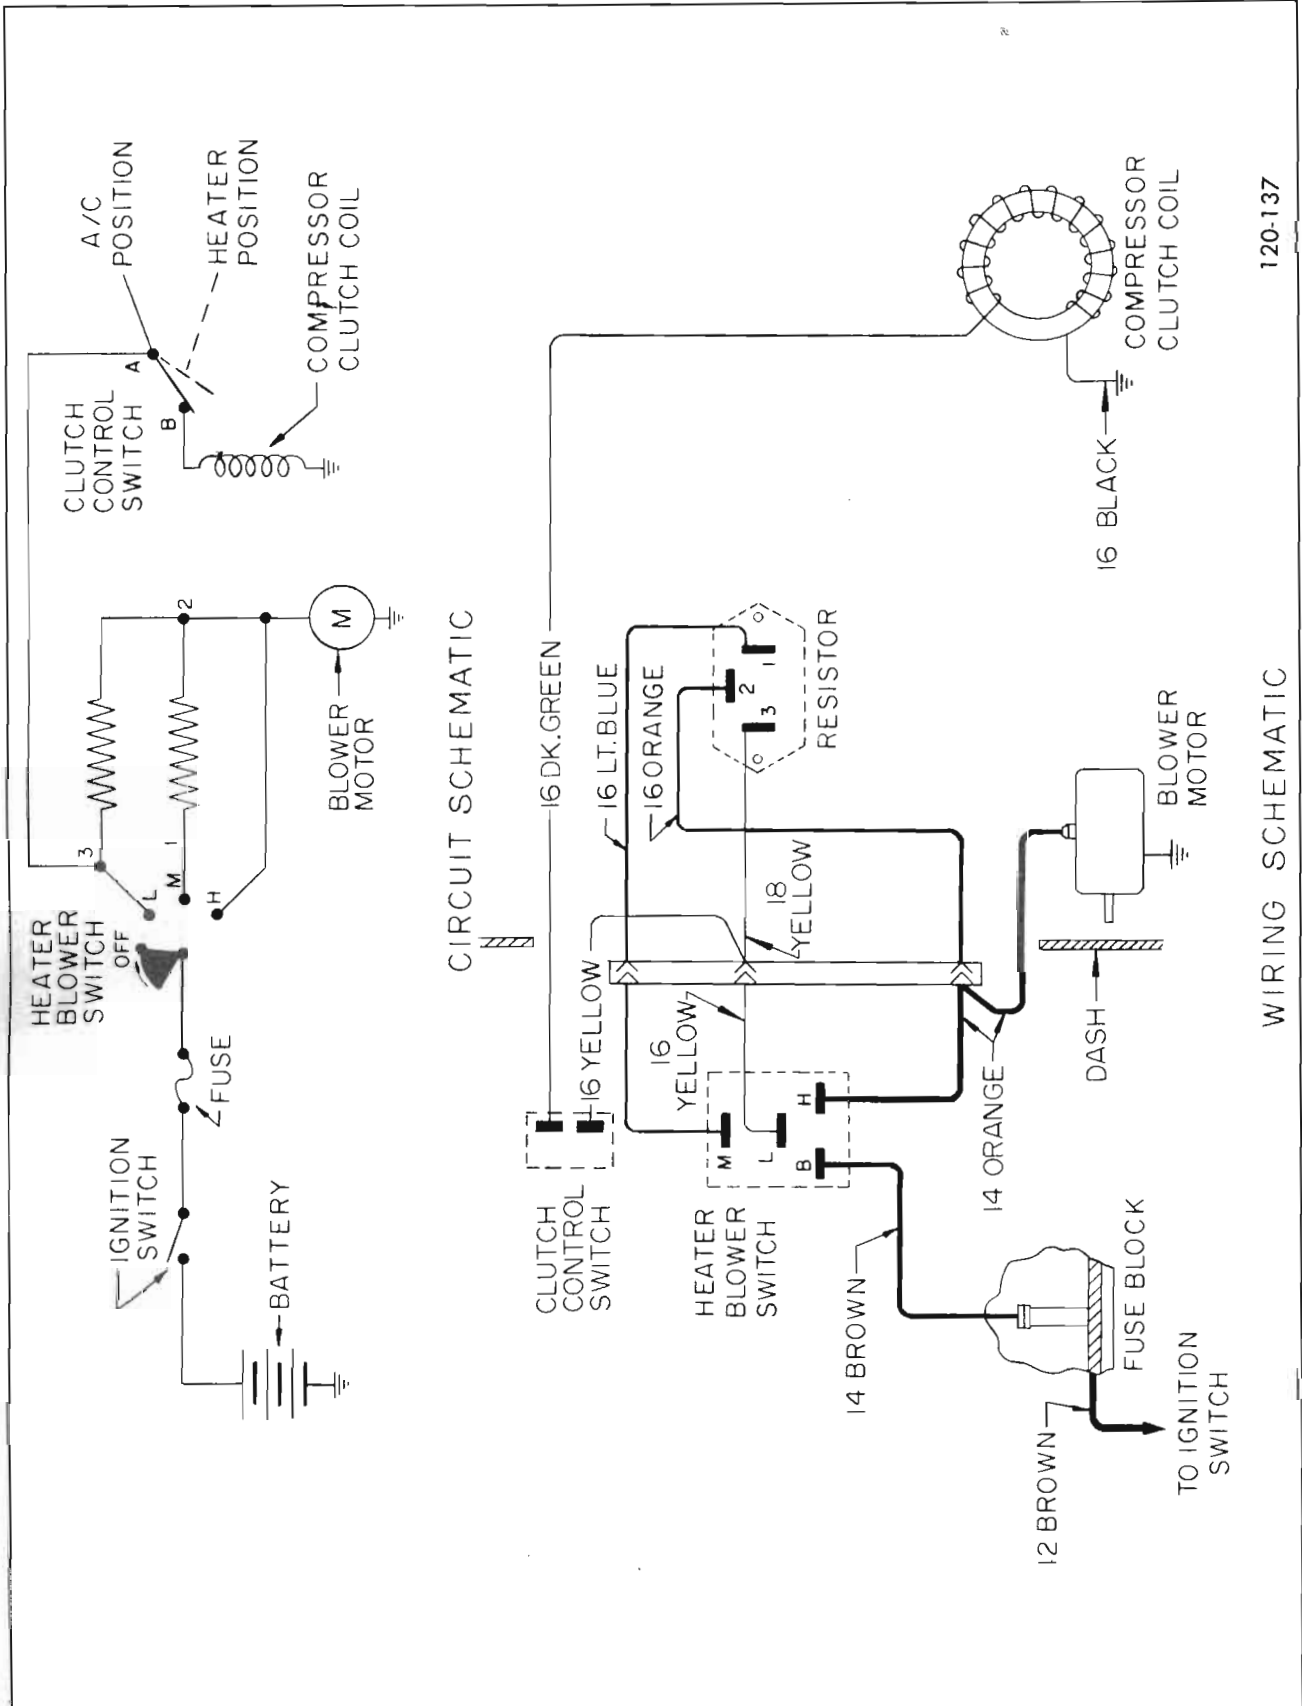 BATTERY
IGNITION
SWITCH
FUSE
HEATER
BLOWER
SWITCH
OFF
L
M
H
3
1
2
BLOWER
MOTOR
M
CLUTCH
CONTROL
SWITCH
A
B
A/C
POSITION
HEATER
POSITION
COMPRESSOR
CLUTCH COIL
CIRCUIT SCHEMATIC
CLUTCH
CONTROL
SWITCH
16 YELLOW
16 DK. GREEN
16 LT. BLUE
16 ORANGE
HEATER
BLOWER
SWITCH
M
L
B
H
16
YELLOW
18
YELLOW
1
2
3
RESISTOR
14 BROWN
14 ORANGE
12 BROWN
TO IGNITION
SWITCH
FUSE BLOCK
DASH
BLOWER
MOTOR
16 BLACK
COMPRESSOR
CLUTCH COIL
WIRING SCHEMATIC
120-137